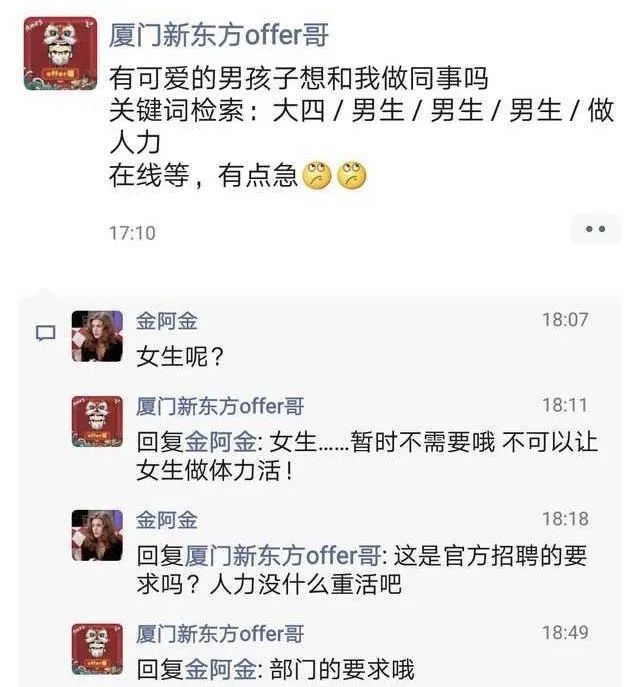 厦门新东方offer哥
有可爱的男孩子想和我做同事吗
关键词检索：大四 / 男生 / 男生 / 男生 / 做
人力
在线等，有点急
17:10
金阿金 18:07
女生呢？
厦门新东方offer哥 18:11
回复金阿金: 女生......暂时不需要哦 不可以让
女生做体力活！
金阿金 18:18
回复厦门新东方offer哥: 这是官方招聘的要
求吗？人力没什么重活吧
厦门新东方offer哥 18:49
回复金阿金: 部门的要求哦